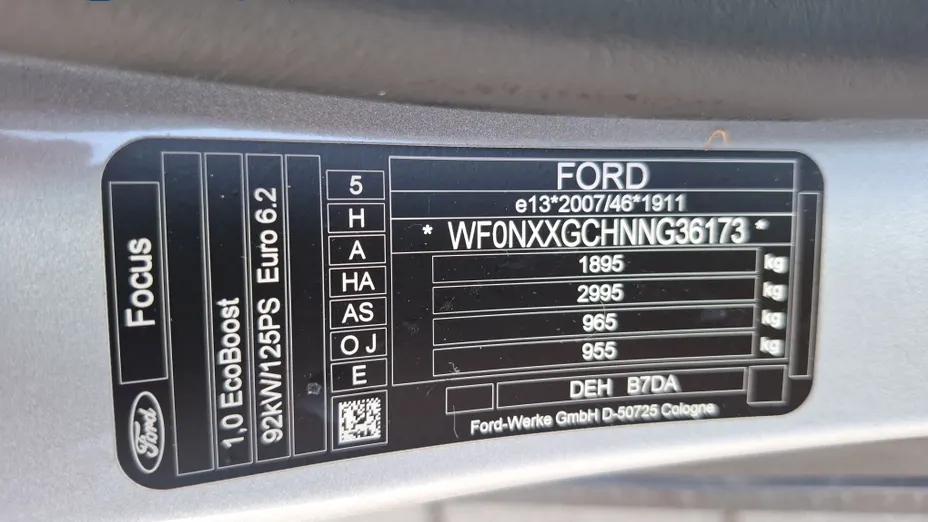 FORD
e13*2007/46*1911
* WF0NXXGCHNNG36173 *
1895 kg
2995 kg
965 kg
955 kg
DEH B7DA
Ford-Werke GmbH D-50725 Cologne
5
H
A
HA
AS
O J
E
Focus
Ford
1,0 EcoBoost
92KW/125PS Euro 6.2